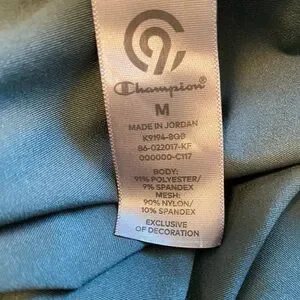 Champion®
M
MADE IN JORDAN
K9194-8GB
86-022017-KF
000000-C117
BODY:
91% POLYESTER/
9% SPANDEX
MESH:
90% NYLON/
10% SPANDEX
EXCLUSIVE
OF DECORATION